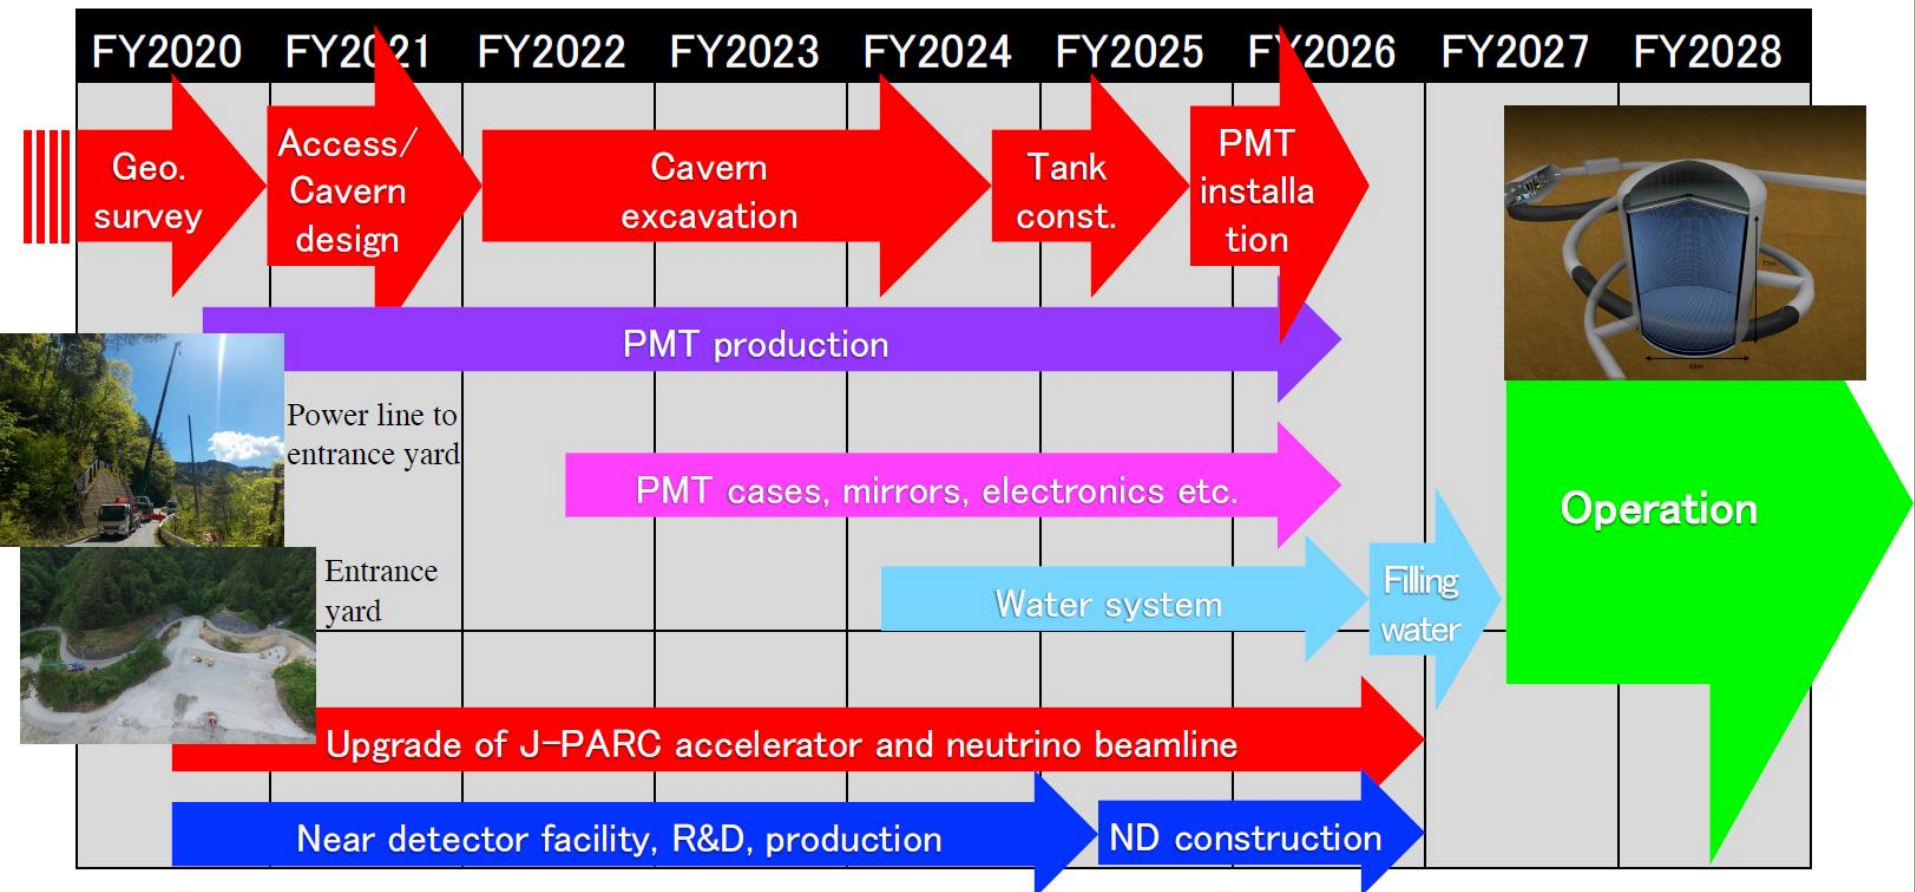 FY2020 FY2021 FY2022 FY2023 FY2024 FY2025 FY2026 FY2027 FY2028
Geo.
survey
Access/
Cavern
design
Cavern
excavation
Tank
const.
PMT
installa
tion
PMT production
Power line to
entrance yard
PMT cases, mirrors, electronics etc.
Operation
Entrance
yard
Water system
Filling
water
Upgrade of J-PARC accelerator and neutrino beamline
Near detector facility, R&D, production
ND construction